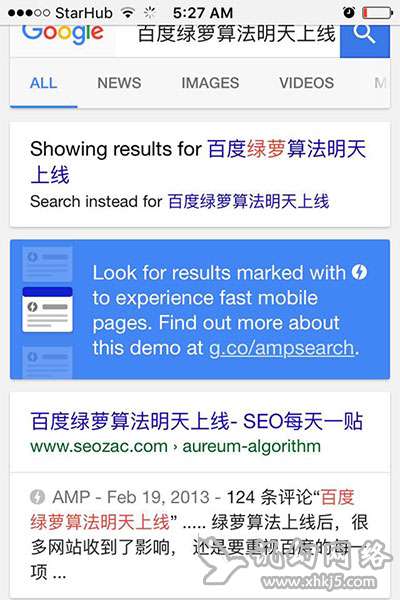 StarHub 5:27 AM
Google 百度绿萝算法明天上线
ALL NEWS IMAGES VIDEOS M
Showing results for 百度绿萝算法明天
上线
Search instead for 百度绿萝算法明天上线
Look for results marked with
to experience fast mobile
pages. Find out more about
this demo at g.co/ampsearch.
百度绿萝算法明天上线- SEO每天一贴
www.seozac.com › aureum-algorithm
AMP - Feb 19, 2013 - 124 条评论“百度
绿萝算法明天上线” ..... 绿萝算法上线后，很
多网站收到了影响， 还是要重视百度的每一
项 ...
网络
www.xhkj5.com